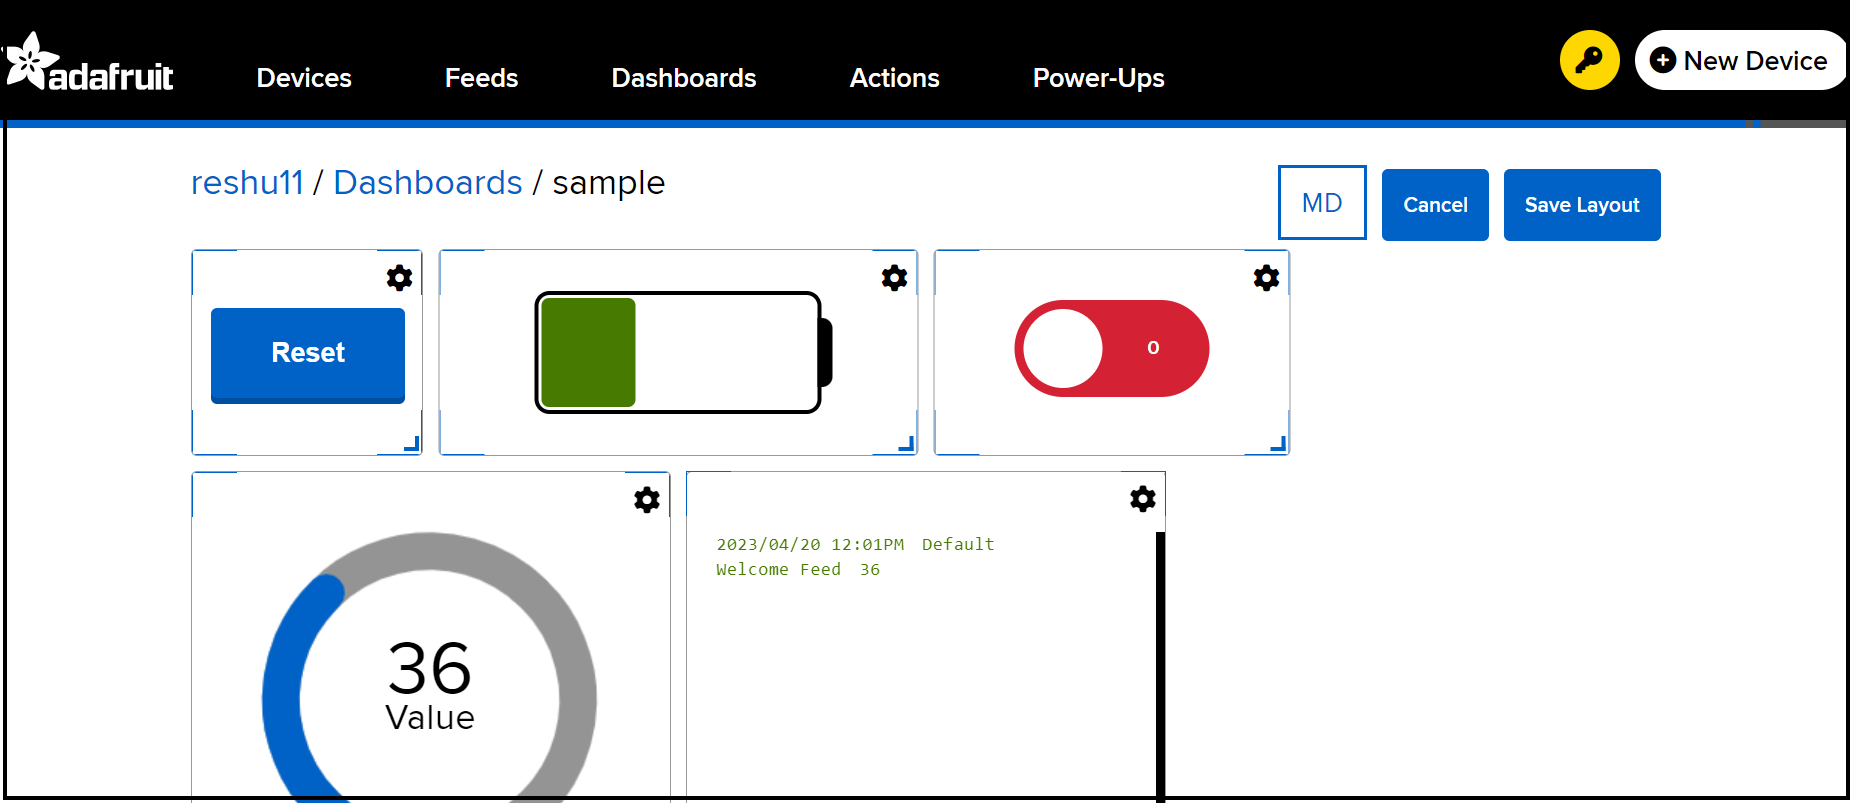 adafruit
Devices Feeds Dashboards Actions Power-Ups
New Device
reshu11 / Dashboards / sample
MD Cancel Save Layout
Reset
0
36
Value
2023/04/20 12:01PM Default
Welcome Feed 36